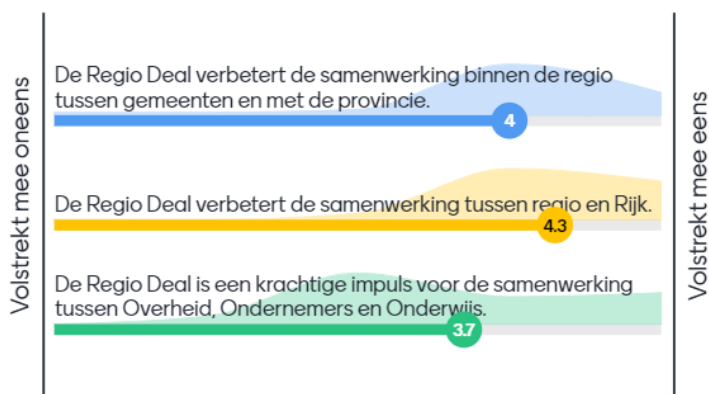 Volstrekt mee oneens
De Regio Deal verbetert de samenwerking binnen de regio
tussen gemeenten en met de provincie.
4
De Regio Deal verbetert de samenwerking tussen regio en Rijk.
4.3
De Regio Deal is een krachtige impuls voor de samenwerking
tussen Overheid, Ondernemers en Onderwijs.
3.7
Volstrekt mee eens